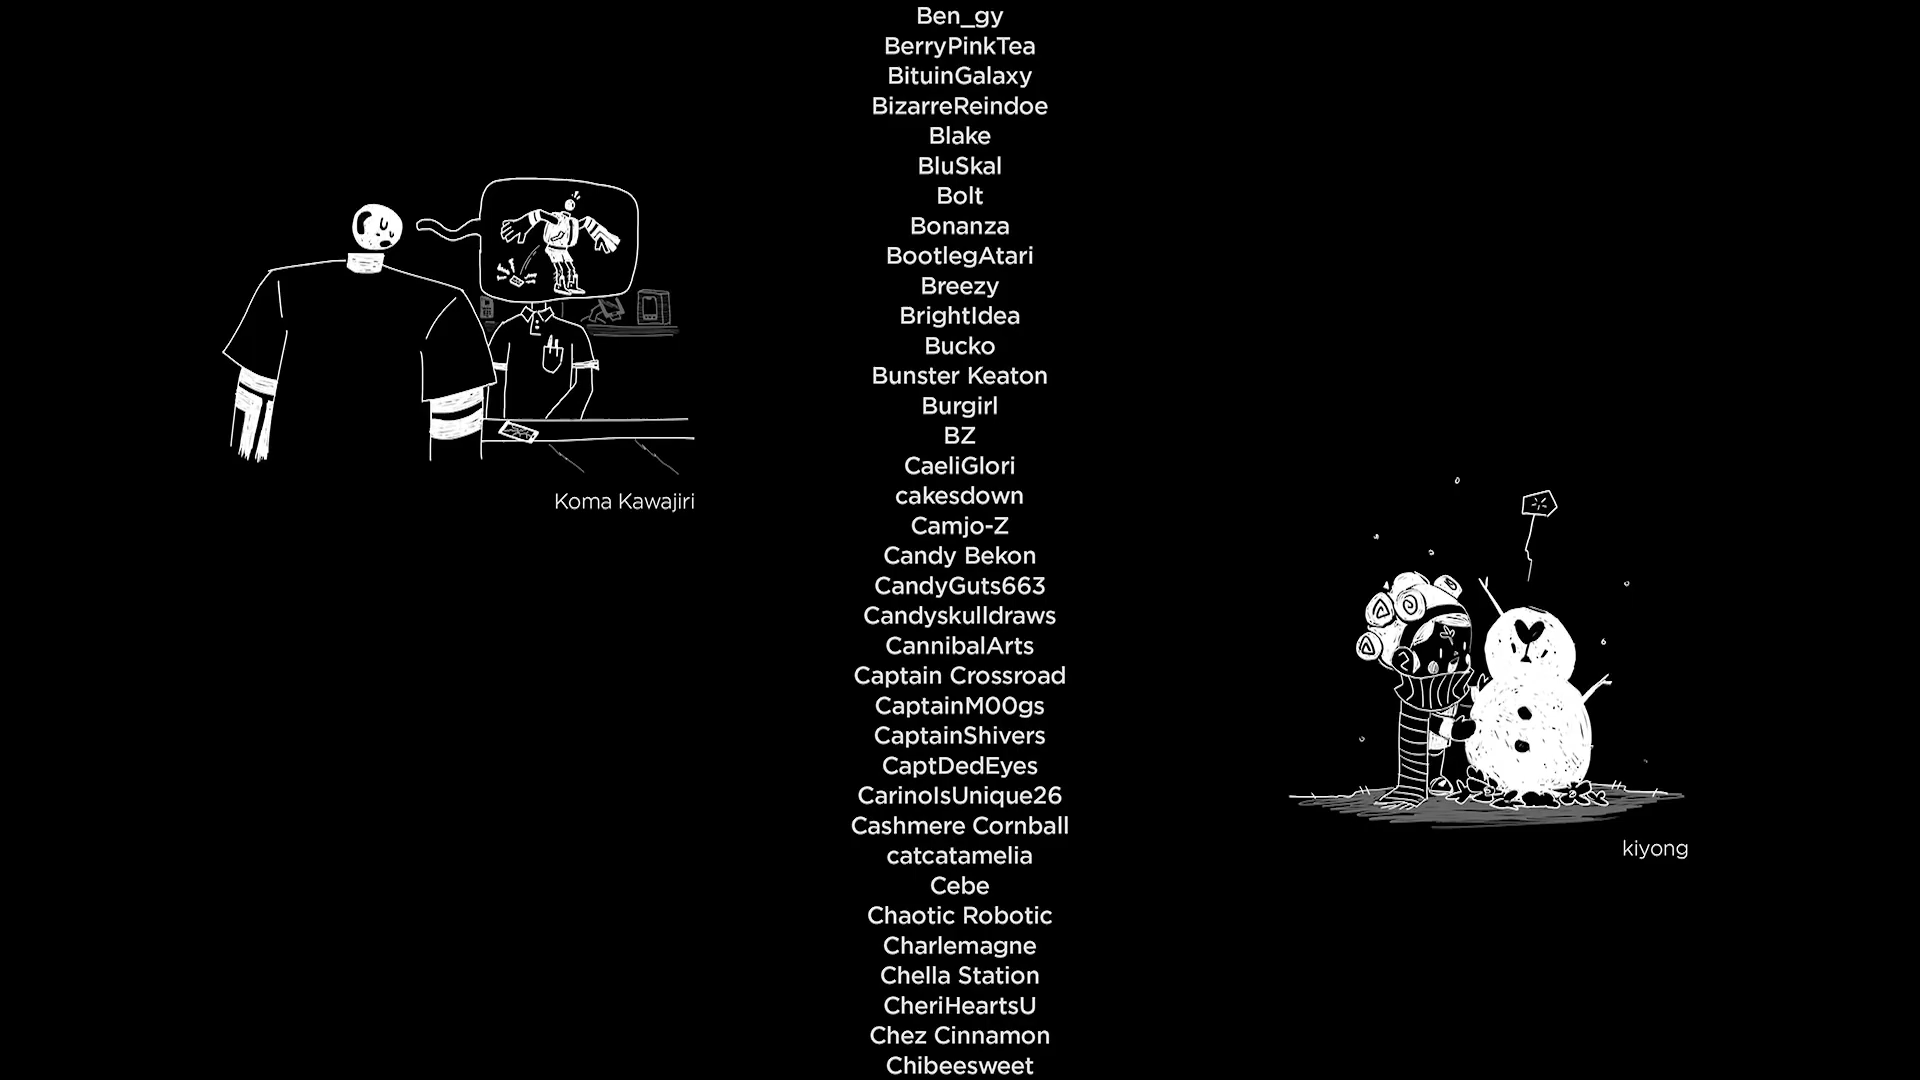 Ben_gy
BerryPinkTea
BituinGalaxy
BizarreReindoe
Blake
BluSkal
Bolt
Bonanza
BootlegAtari
Breezy
BrightIdea
Bucko
Bunster Keaton
Burgirl
BZ
CaeliGlori
cakesdown
Camjo-Z
Candy Bekon
CandyGuts663
Candyskulldraws
CannibalArts
Captain Crossroad
CaptainM00gs
CaptainShivers
CaptDedEyes
CarinoIsUnique26
Cashmere Cornball
catcatamelia
Cebe
Chaotic Robotic
Charlemagne
Chella Station
CheriHeartsU
Chez Cinnamon
Chibeesweet
Koma Kawajiri
kiyong